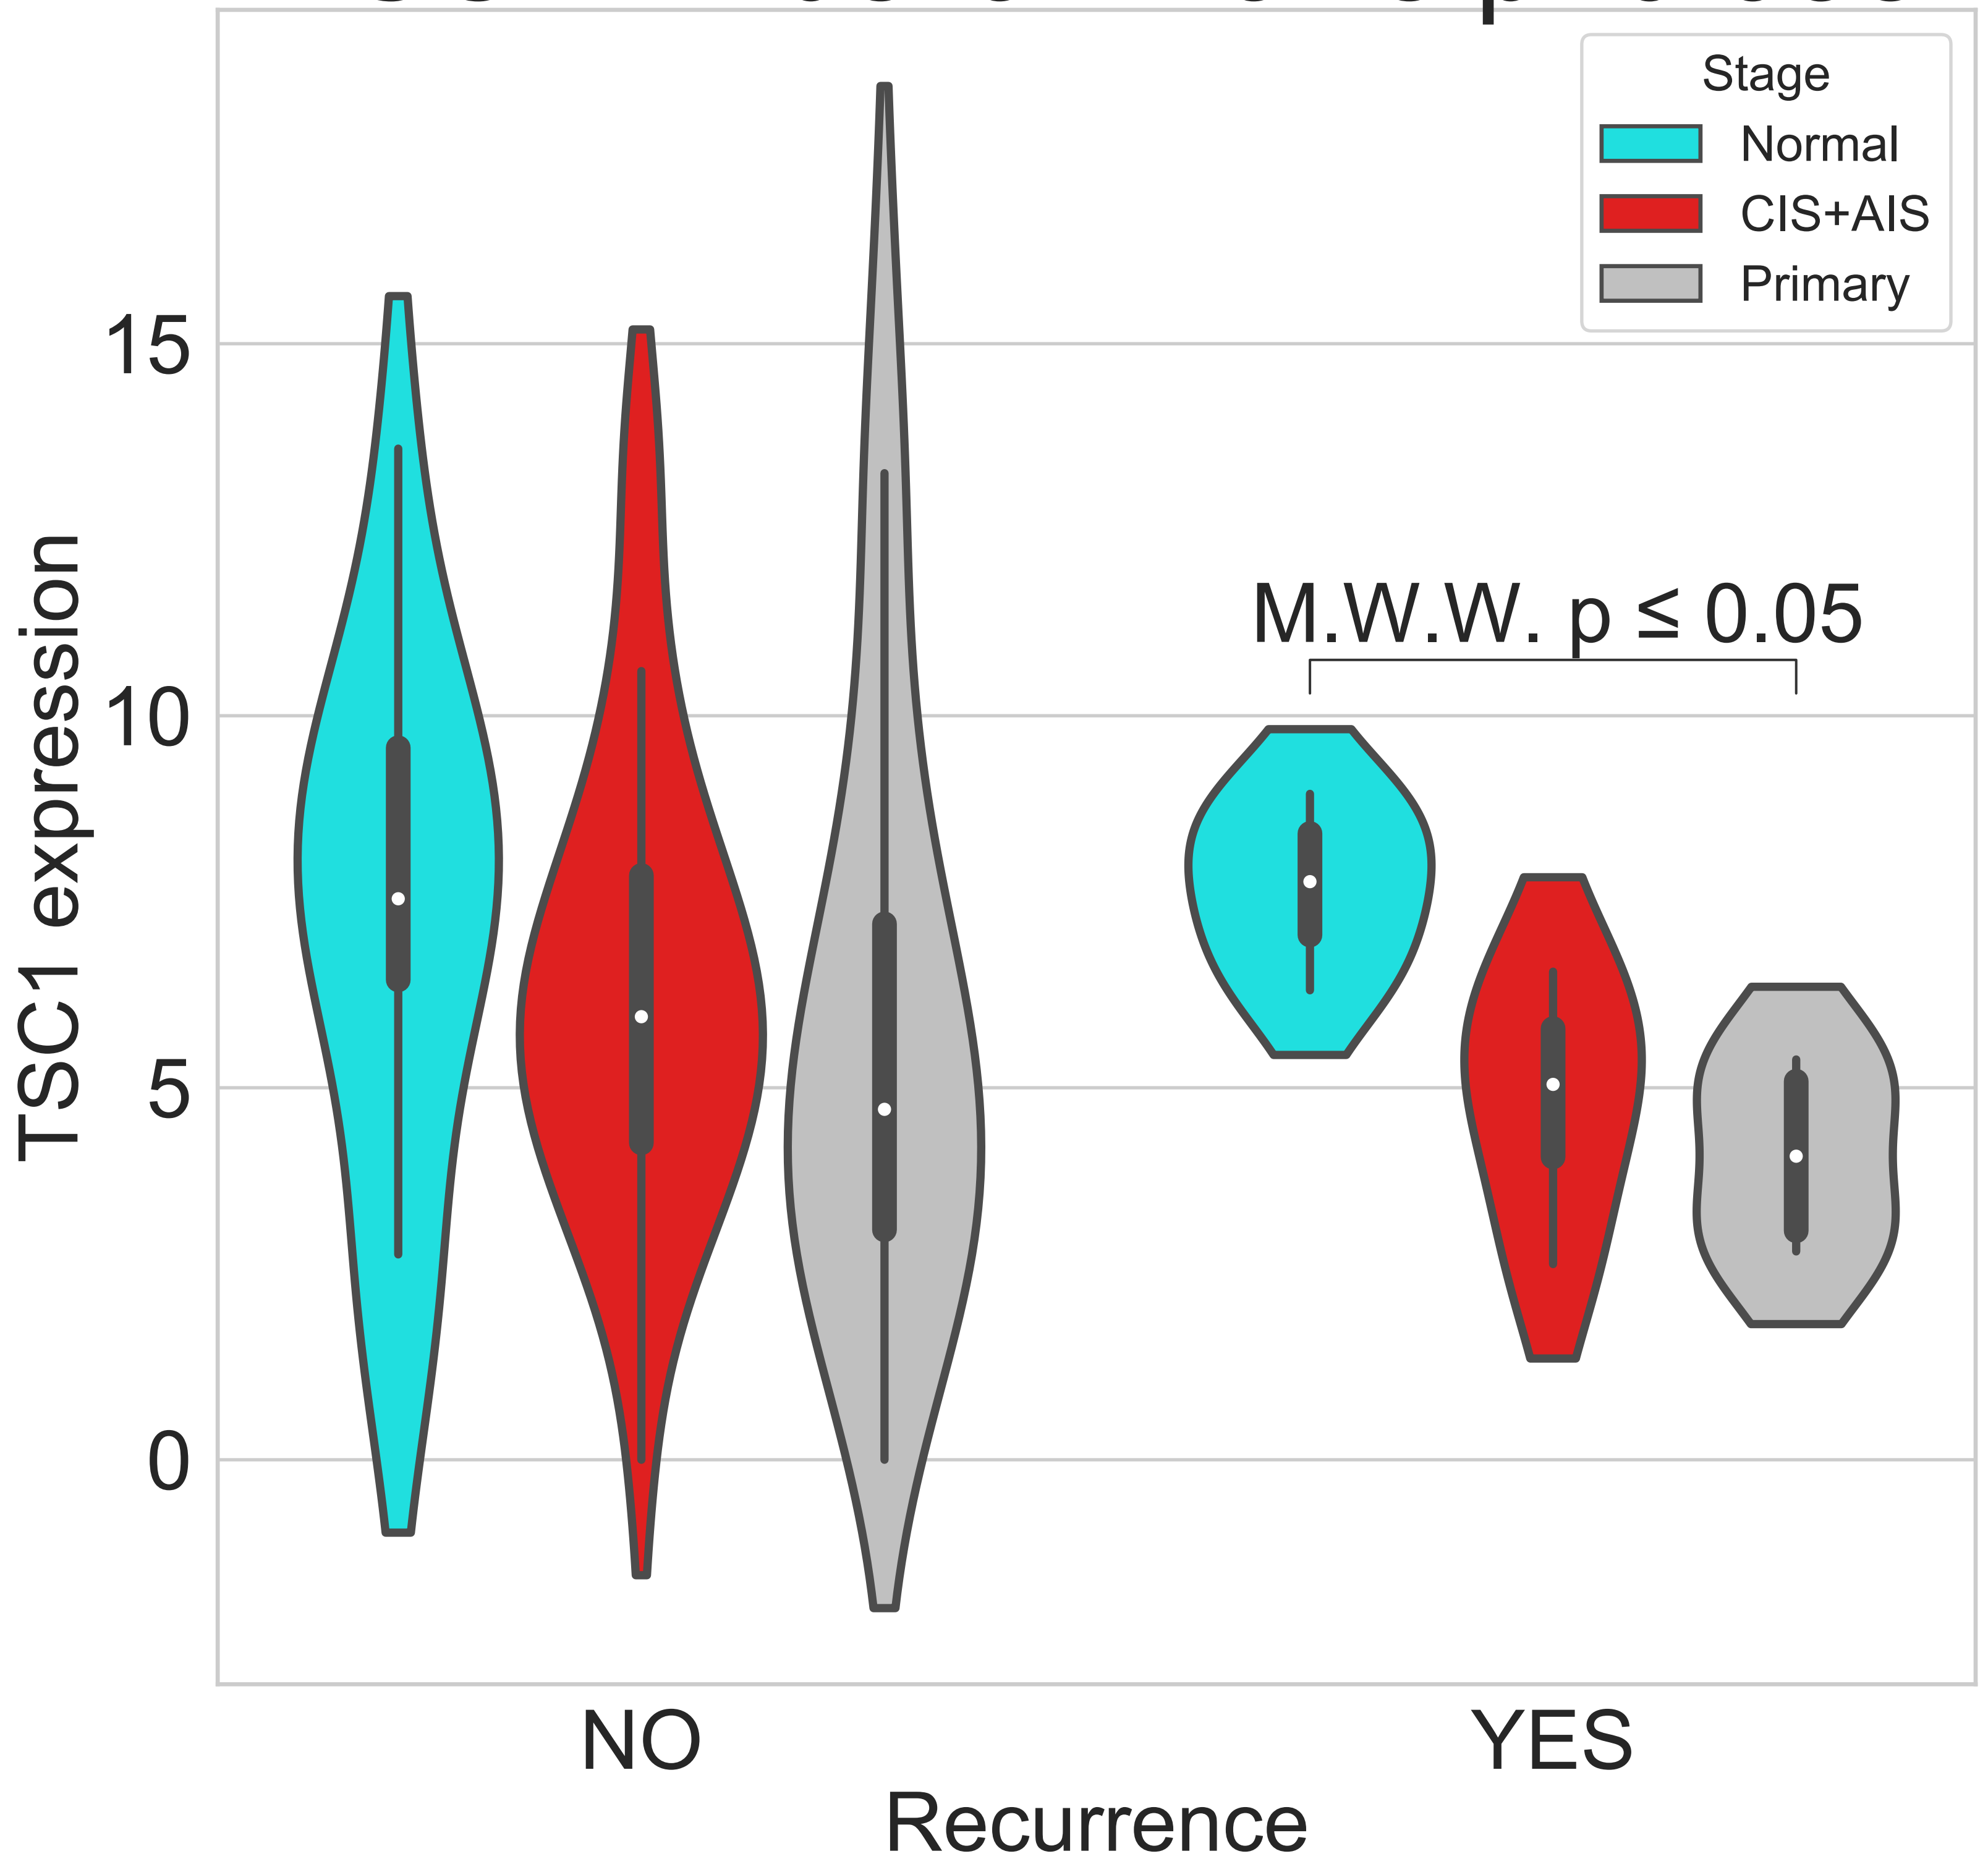 Stage
Normal
CIS+AIS
Primary
15
10
5
0
TSC1 expression
M.W.W. p ≤ 0.05
NO
YES
Recurrence